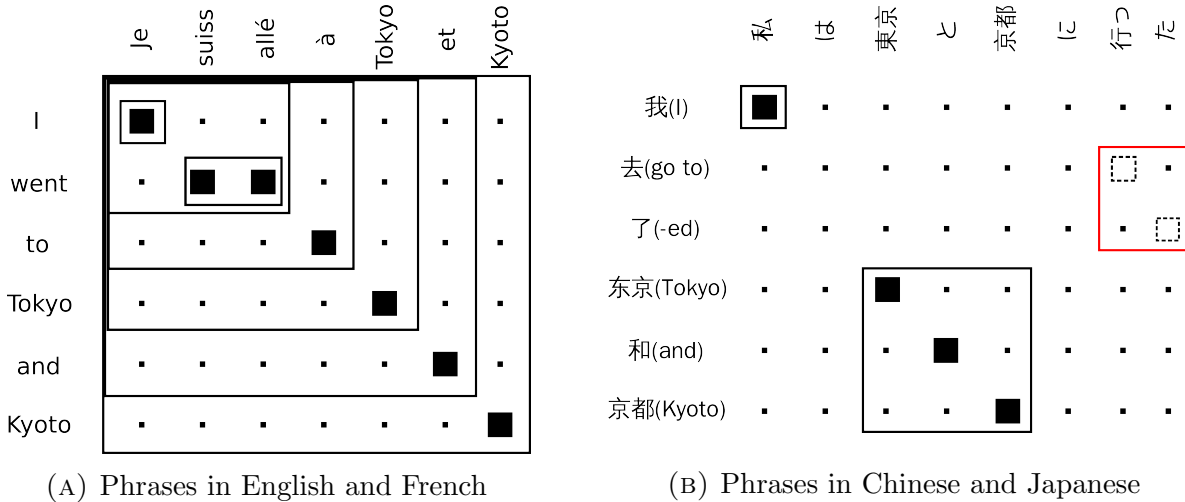 Je suiss allé à Tokyo et Kyoto
I
went
to
Tokyo
and
Kyoto
(A) Phrases in English and French
私 は 東京 と 京都 に 行っ た
我(I)
去(go to)
了(-ed)
东京(Tokyo)
和(and)
京都(Kyoto)
(B) Phrases in Chinese and Japanese